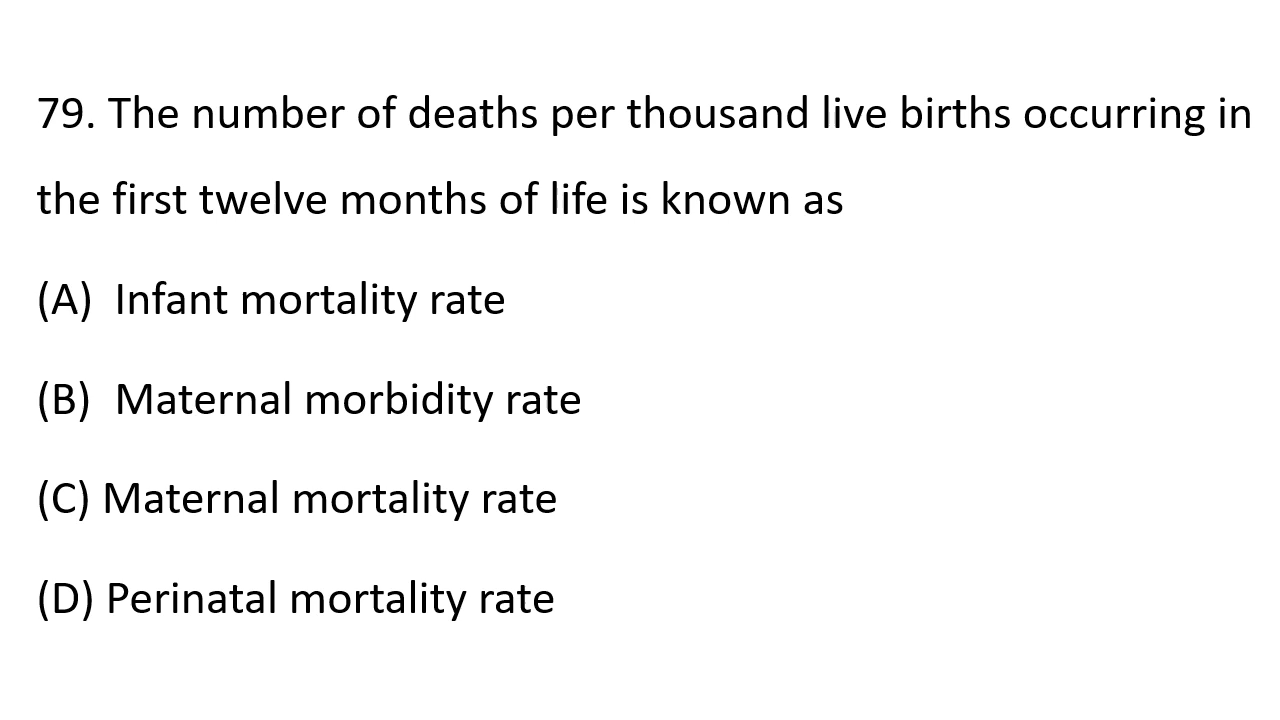 79. The number of deaths per thousand live births occurring in
the first twelve months of life is known as
(A) Infant mortality rate
(B) Maternal morbidity rate
(C) Maternal mortality rate
(D) Perinatal mortality rate